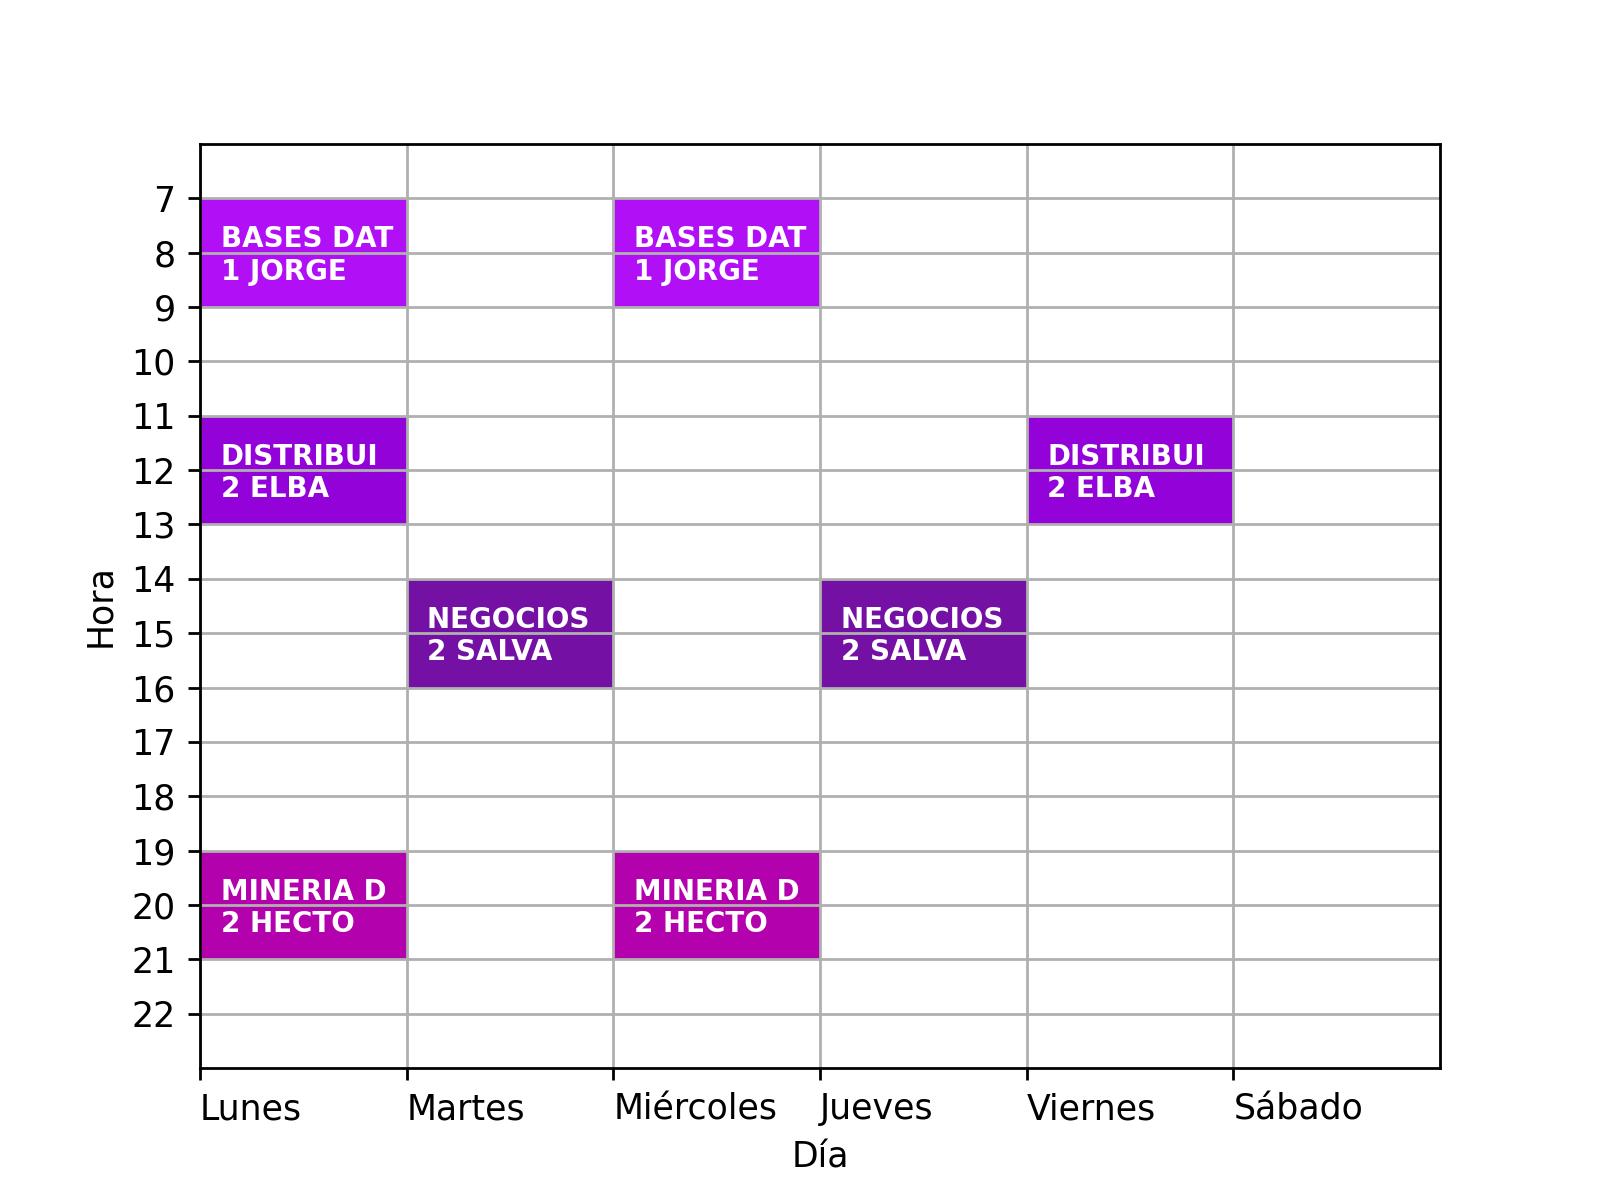 7
BASES DAT
1 JORGE
BASES DAT
1 JORGE
8
9
10
11
DISTRIBUI
2 ELBA
DISTRIBUI
2 ELBA
12
13
14
NEGOCIOS
2 SALVA
NEGOCIOS
2 SALVA
15
16
17
18
19
MINERIA D
2 HECTO
MINERIA D
2 HECTO
20
21
22
Hora
Lunes Martes Miércoles Jueves Viernes Sábado
Día